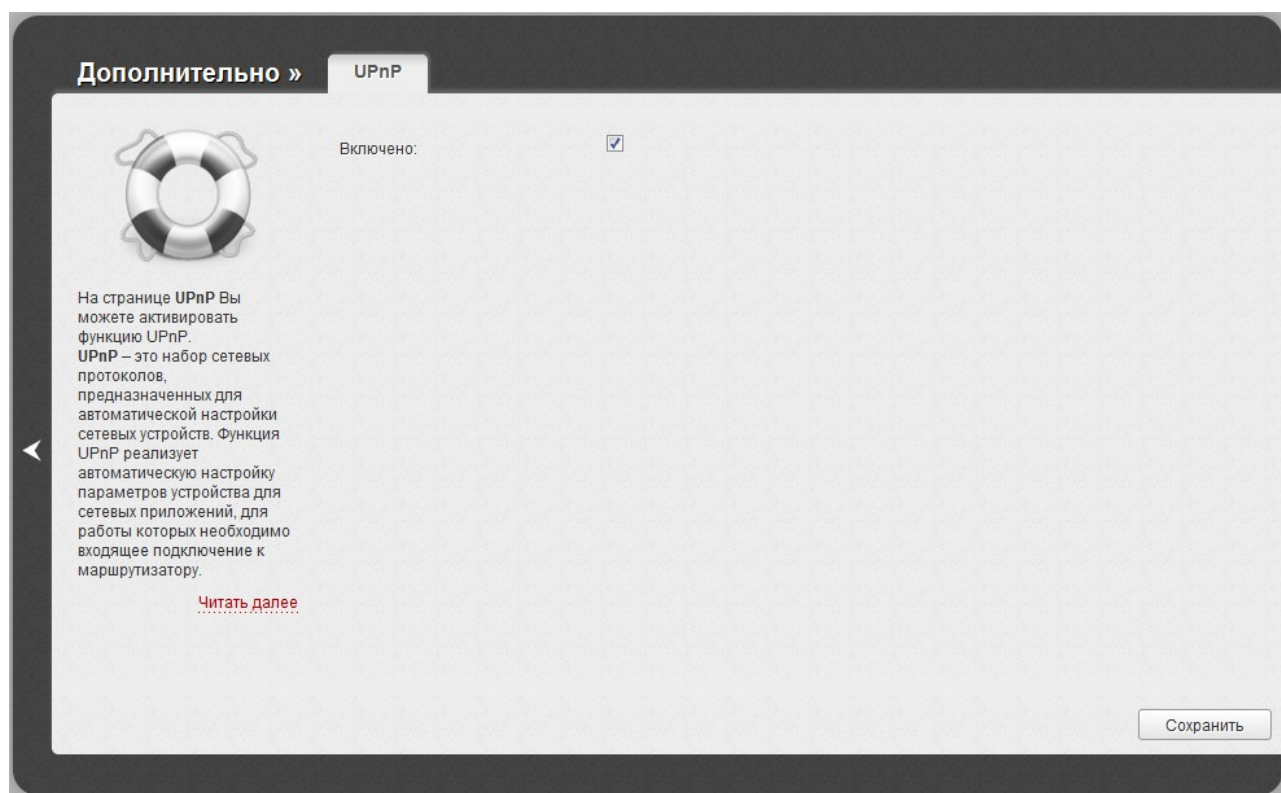 Дополнительно »
UPnP
Включено:
На странице UPnP Вы
можете активировать
функцию UPnP.
UPnP – это набор сетевых
протоколов,
предназначенных для
автоматической настройки
сетевых устройств. Функция
UPnP реализует
автоматическую настройку
параметров устройства для
сетевых приложений, для
работы которых необходимо
входящее подключение к
маршрутизатору.
Читать далее
Сохранить